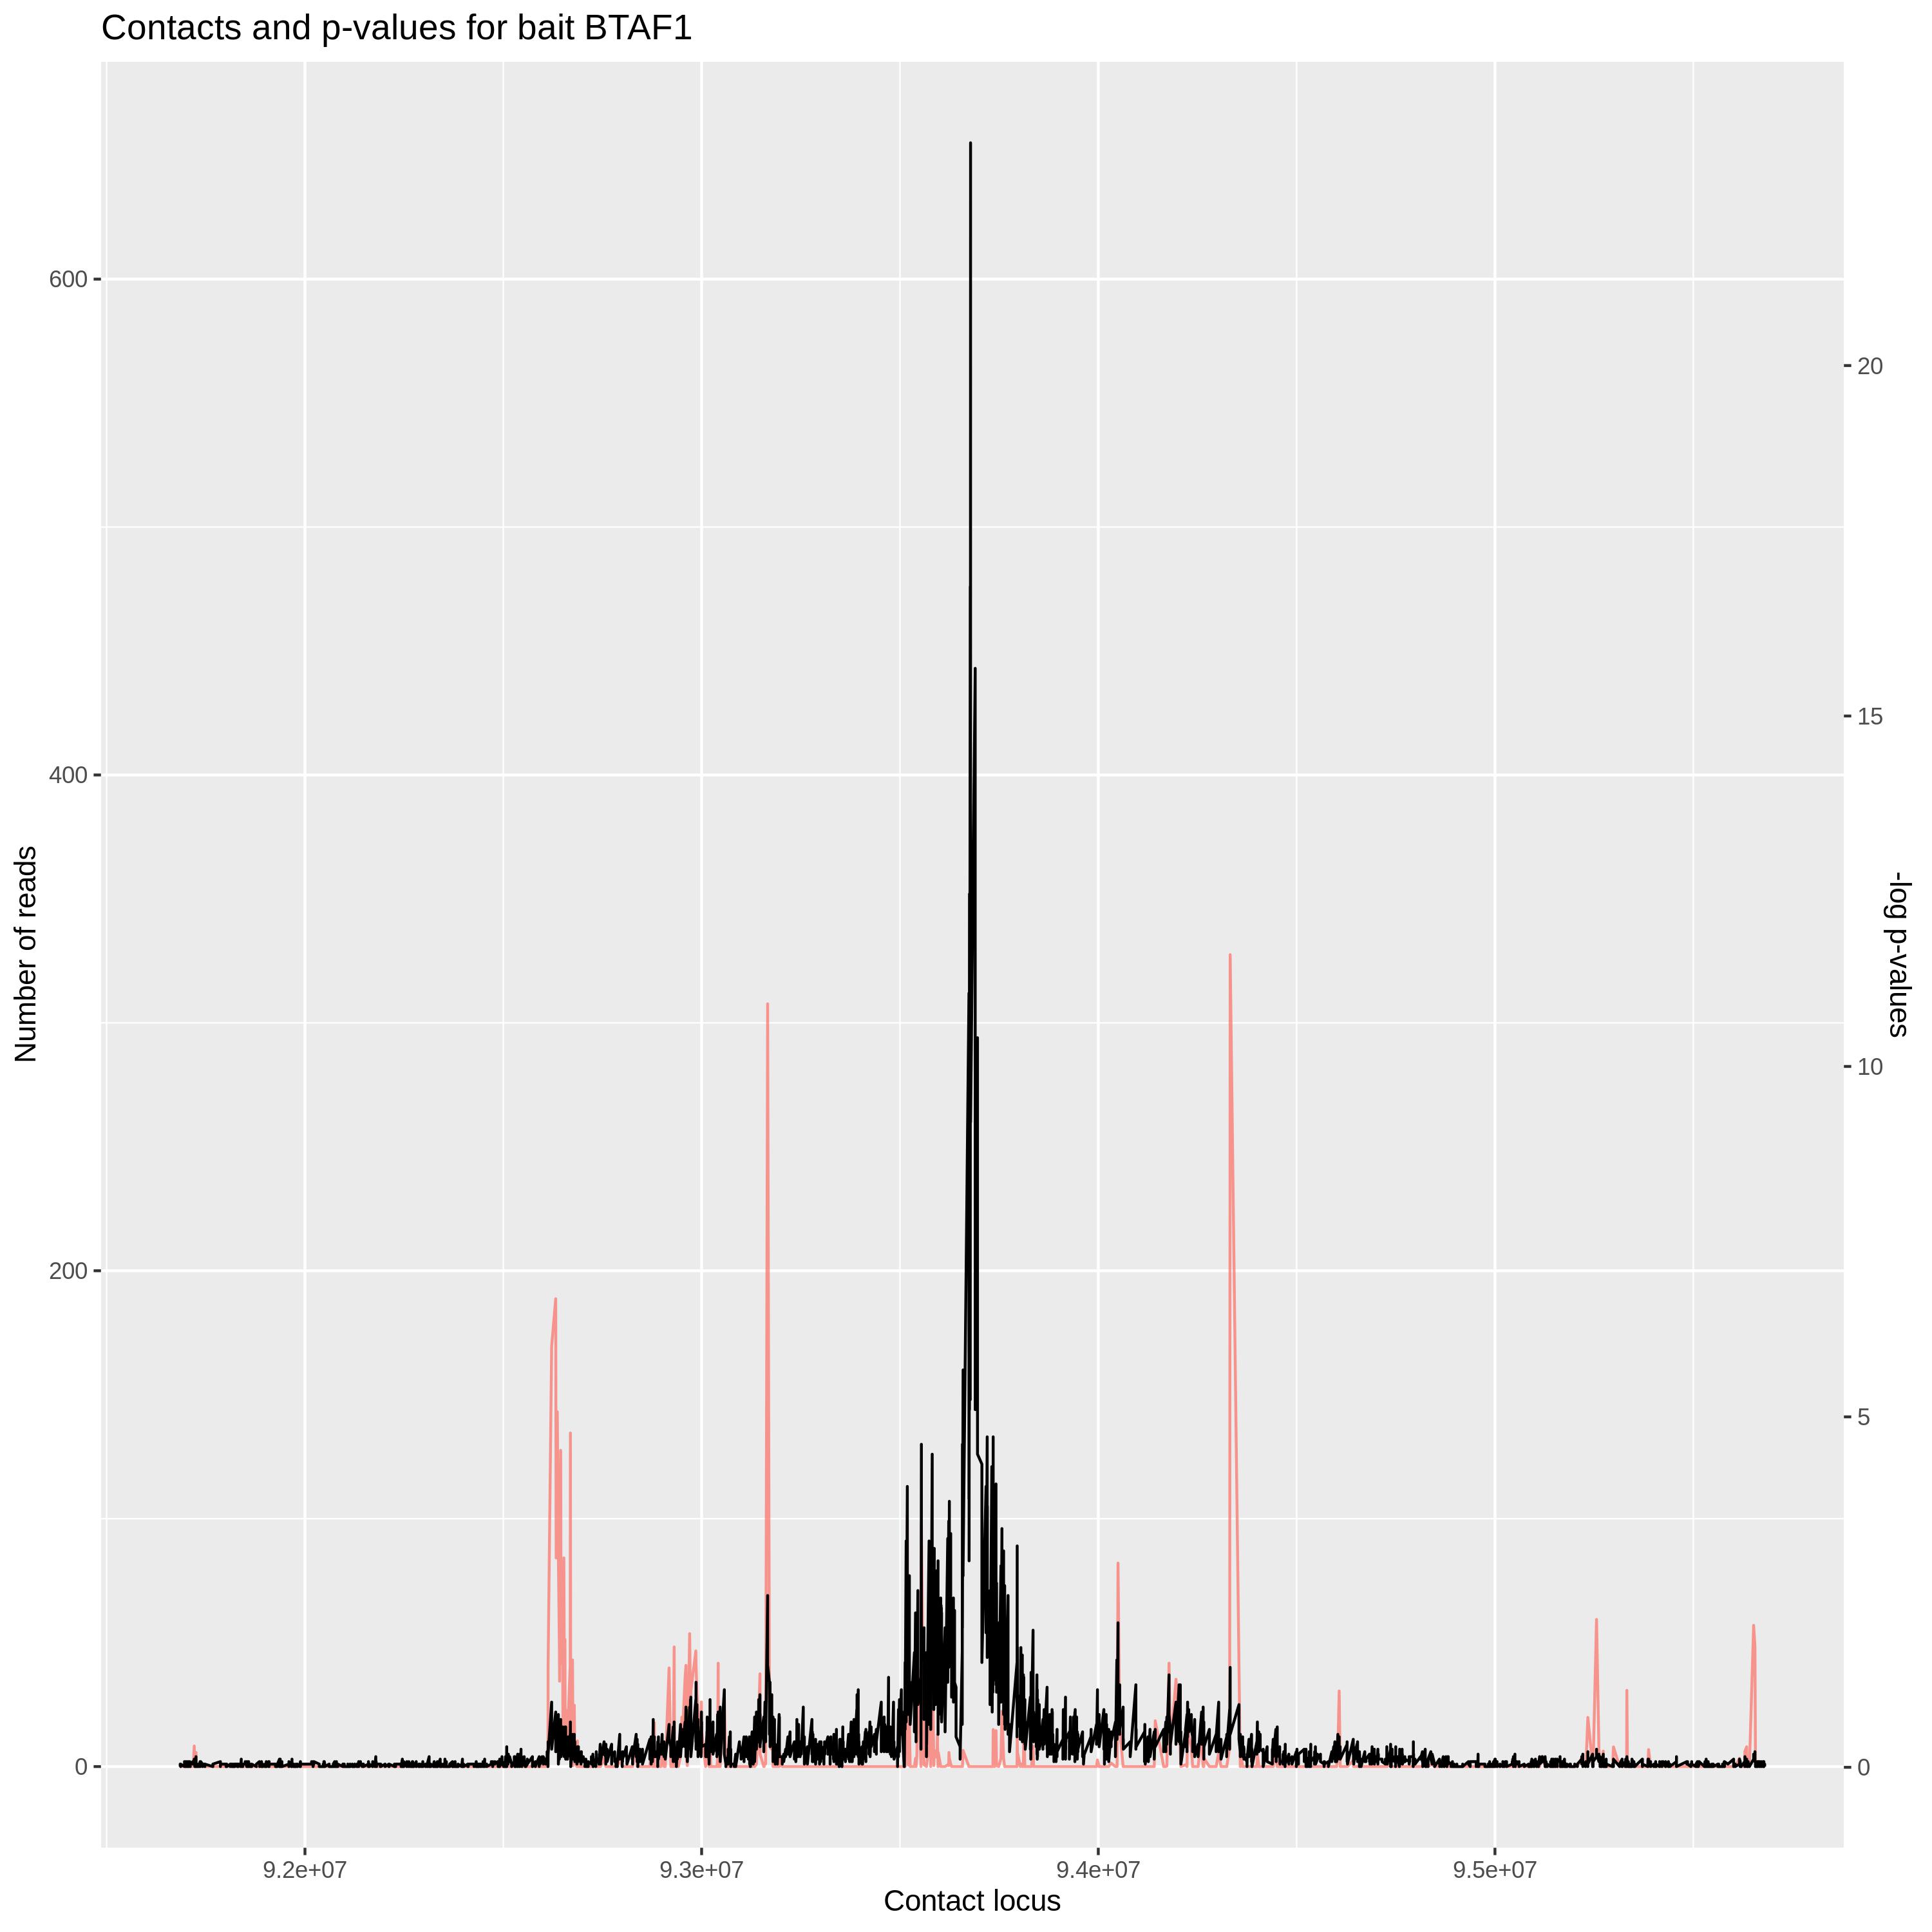 Contacts and p-values for bait BTAF1
600
400
200
0
Number of reads
20
15
10
5
0
-log p-values
9.2e+07 9.3e+07 9.4e+07 9.5e+07
Contact locus